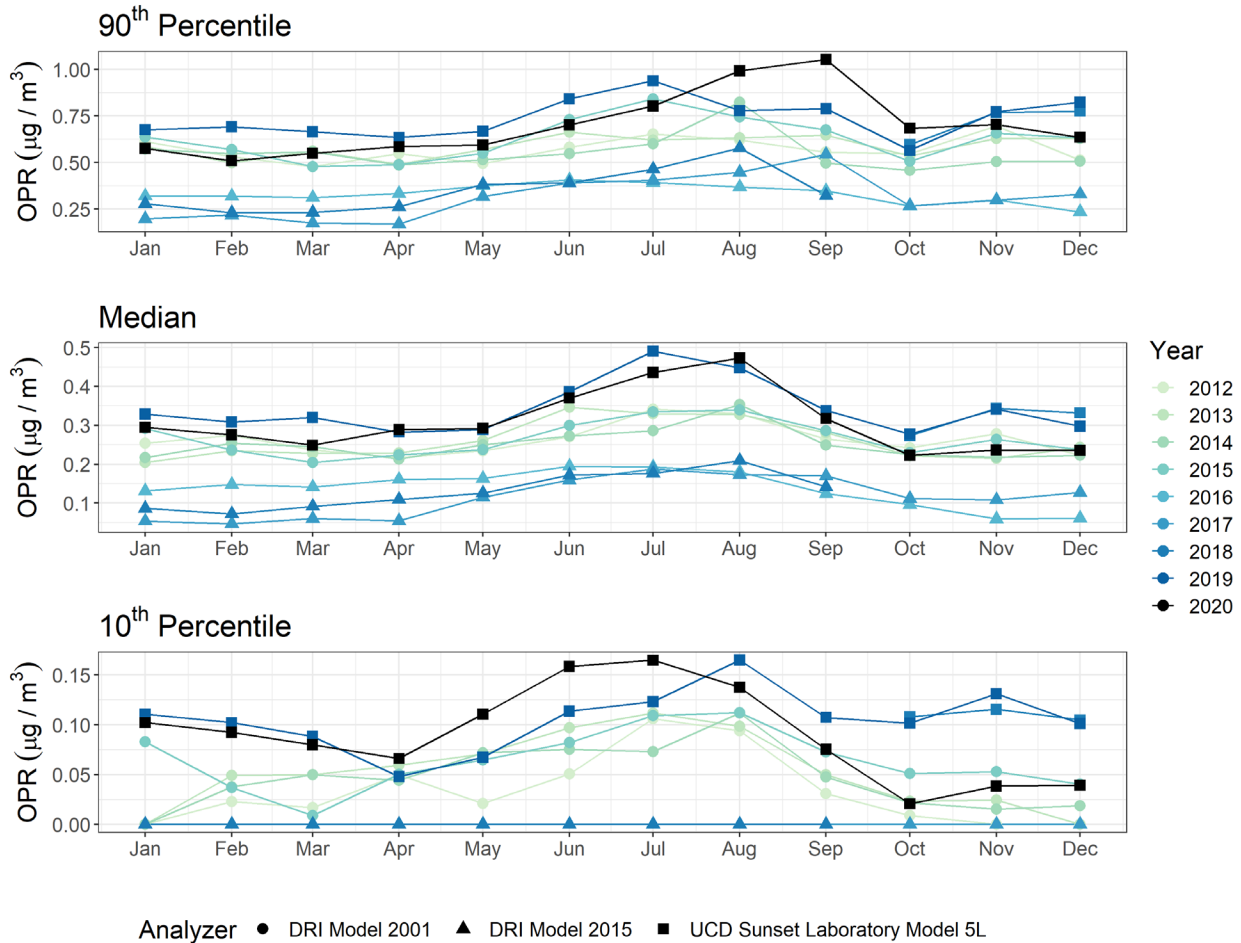 90th Percentile
OPR (µg / m³)
1.00
0.75
0.50
0.25
Jan Feb Mar Apr May Jun Jul Aug Sep Oct Nov Dec
Median
OPR (µg / m³)
0.5
0.4
0.3
0.2
0.1
Jan Feb Mar Apr May Jun Jul Aug Sep Oct Nov Dec
10th Percentile
OPR (µg / m³)
0.15
0.10
0.05
0.00
Jan Feb Mar Apr May Jun Jul Aug Sep Oct Nov Dec
Year
2012
2013
2014
2015
2016
2017
2018
2019
2020
Analyzer DRI Model 2001 DRI Model 2015 UCD Sunset Laboratory Model 5L